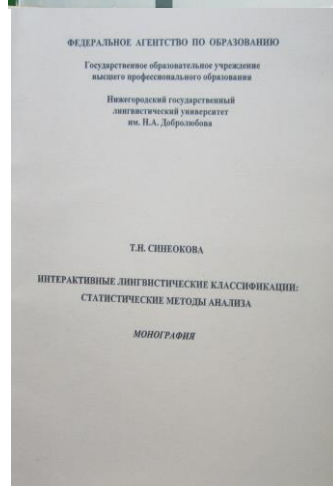 ФЕДЕРАЛЬНОЕ АГЕНТСТВО ПО ОБРАЗОВАНИЮ
Государственное образовательное учреждение
высшего профессионального образования
Нижегородский государственный
лингвистический университет
им. Н.А. Добролюбова
Т.Н. СИНЕОКОВА
ИНТЕРАКТИВНЫЕ ЛИНГВИСТИЧЕСКИЕ КЛАССИФИКАЦИИ:
СТАТИСТИЧЕСКИЕ МЕТОДЫ АНАЛИЗА
МОНОГРАФИЯ